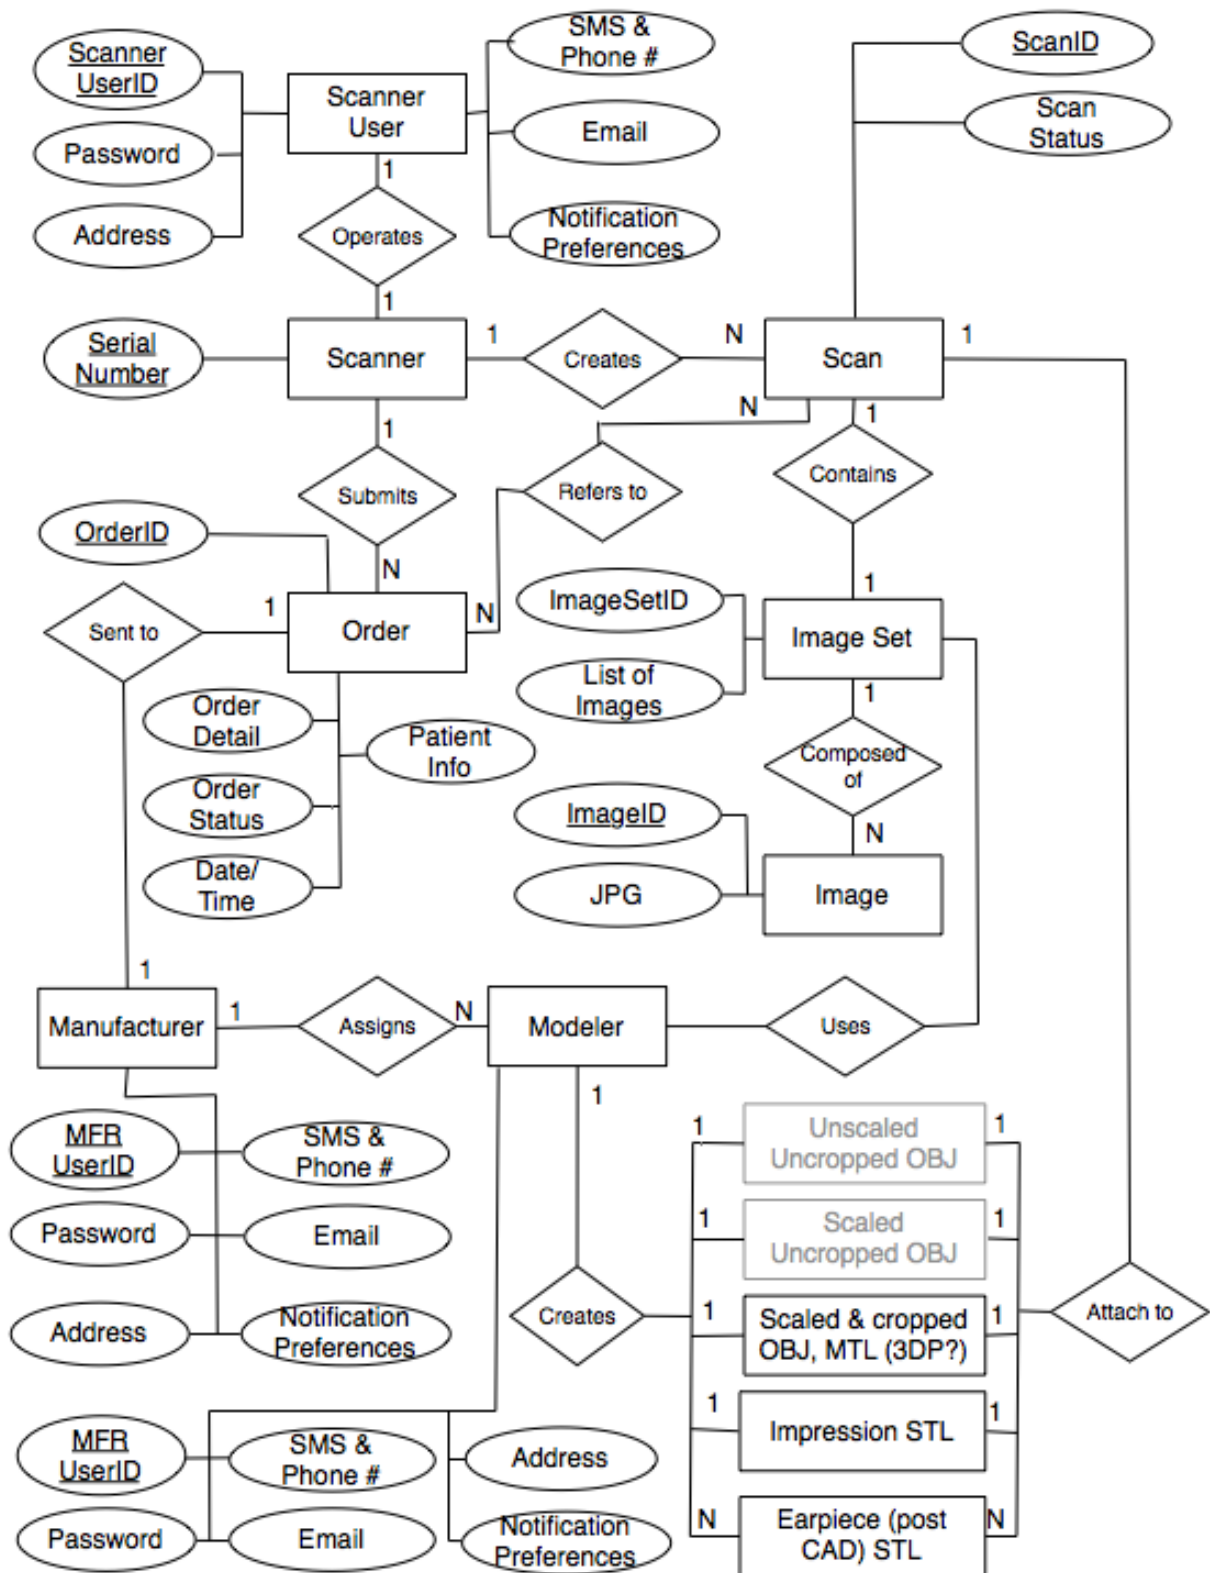 SMS &
Phone #
Scanner
UserID
ScanID
Scanner
User
Scan
Status
Email
Password
1
Address
Operates
Notification
Preferences
1
Serial
Number
Scanner
1
Creates
N
Scan
1
N
1
1
Submits
Refers to
Contains
OrderID
N
1
Sent to
1
Order
N
ImageSetID
Image Set
List of
Images
1
Order
Detail
Patient
Info
Composed
of
Order
Status
ImageID
N
Date/
Time
JPG
Image
1
Manufacturer
1
Assigns
N
Modeler
Uses
1
MFR
UserID
SMS &
Phone #
1
Unscaled
Uncropped OBJ
1
Password
Email
1
Scaled
Uncropped OBJ
1
Address
Notification
Preferences
Creates
1
Scaled & cropped
OBJ, MTL (3DP?)
1
Attach to
1
Impression STL
1
MFR
UserID
SMS &
Phone #
Address
Password
Email
Notification
Preferences
N
Earpiece (post
CAD) STL
N